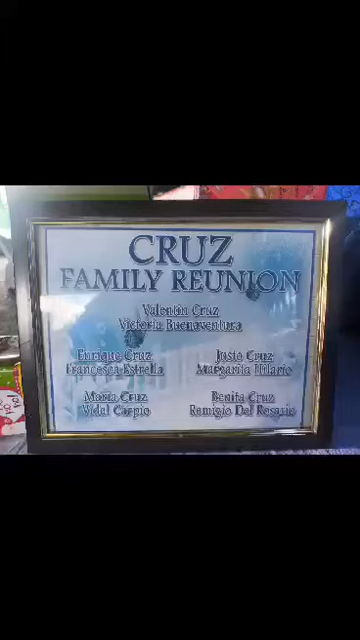 CRUZ
FAMILY REUNION
Valentin Cruz
Victoria Buenaventura
Enrique Cruz
Francesca Estrella
Justo Cruz
Margarita Hilario
Maria Cruz
Vidal Carpio
Benita Cruz
Remigio Del Rosario